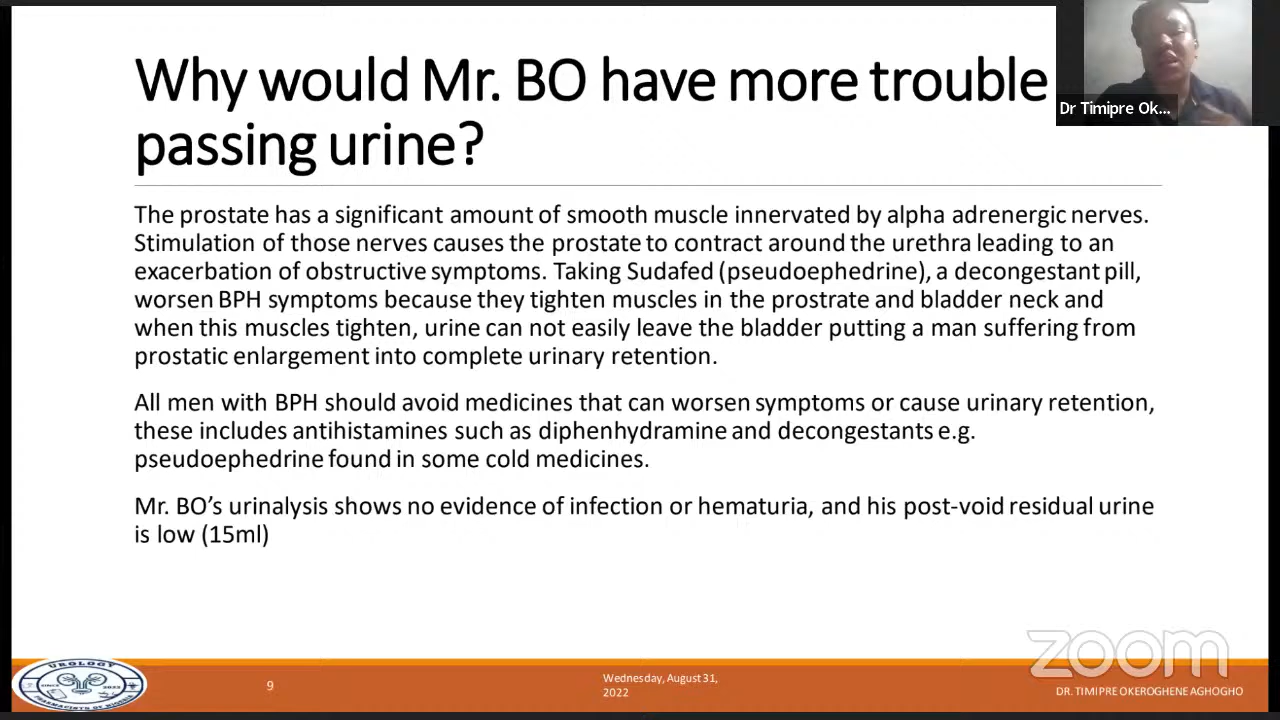 Why would Mr. BO have more trouble
passing urine?
Dr Timipre Ok...
The prostate has a significant amount of smooth muscle innervated by alpha adrenergic nerves.
Stimulation of those nerves causes the prostate to contract around the urethra leading to an
exacerbation of obstructive symptoms. Taking Sudafed (pseudoephedrine), a decongestant pill,
worsen BPH symptoms because they tighten muscles in the prostrate and bladder neck and
when this muscles tighten, urine can not easily leave the bladder putting a man suffering from
prostatic enlargement into complete urinary retention.
All men with BPH should avoid medicines that can worsen symptoms or cause urinary retention,
these includes antihistamines such as diphenhydramine and decongestants e.g.
pseudoephedrine found in some cold medicines.
Mr. BO’s urinalysis shows no evidence of infection or hematuria, and his post-void residual urine
is low (15ml)
zoom
UROLOGY
PHARMACISTS OF NIGERIA
9
Wednesday, August 31,
2022
DR. TIMIPRE OKEROGHENE AGHOGHO